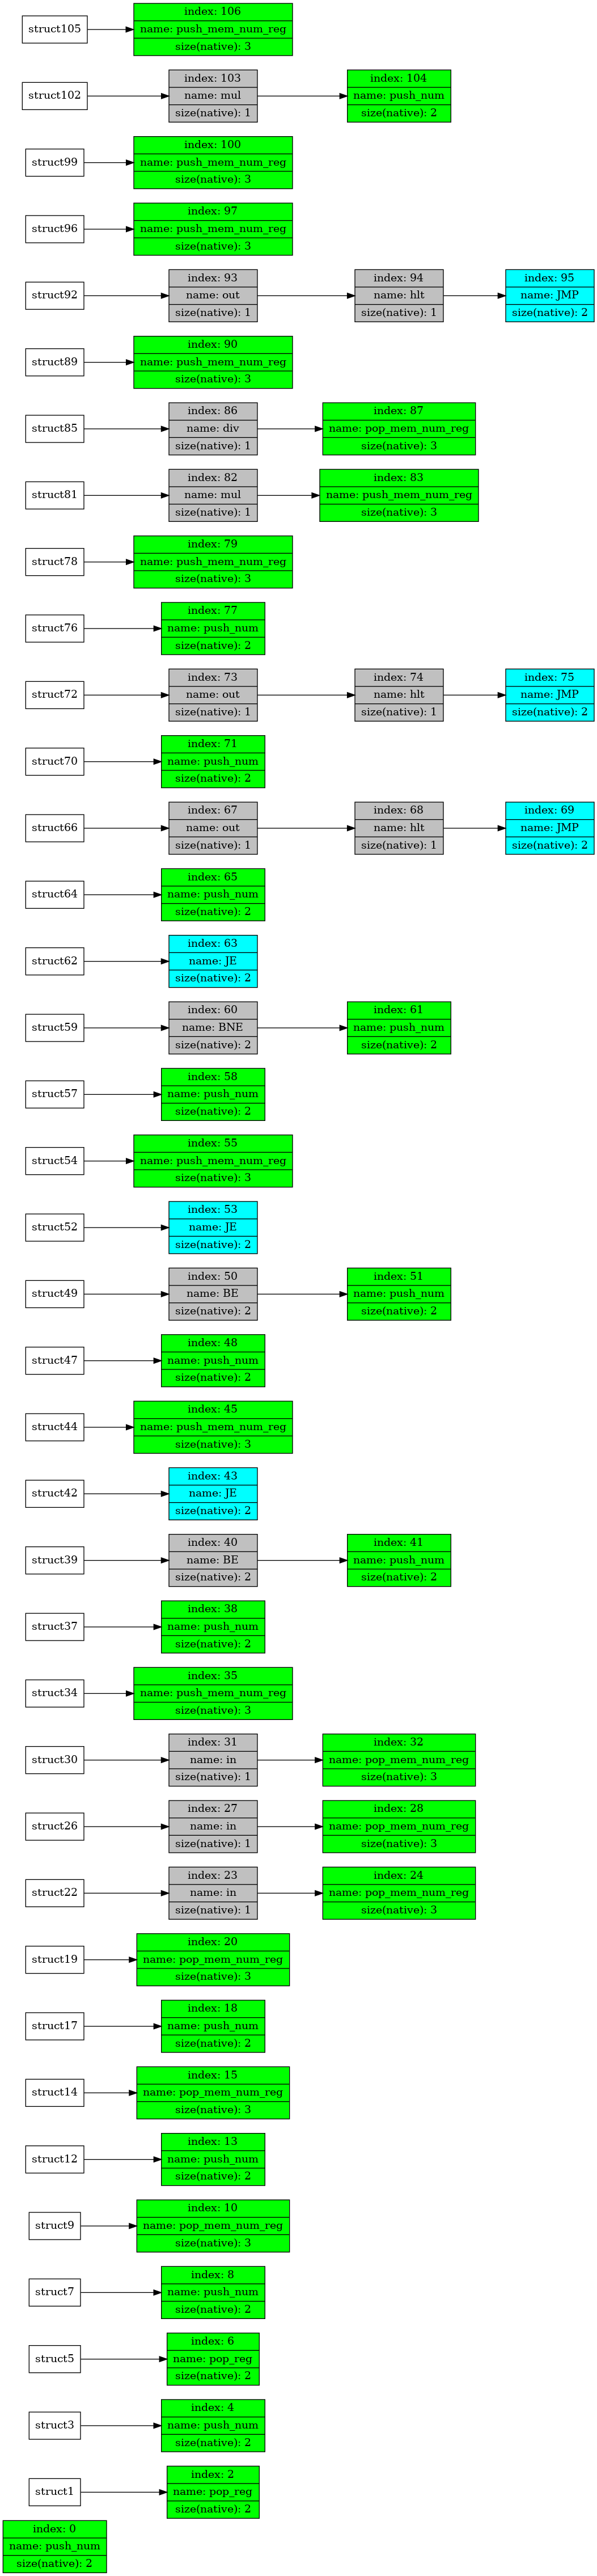 struct105
index: 106
name: push_mem_num_reg
size(native): 3
struct102
index: 103
name: mul
size(native): 1
index: 104
name: push_num
size(native): 2
struct99
index: 100
name: push_mem_num_reg
size(native): 3
struct96
index: 97
name: push_mem_num_reg
size(native): 3
struct92
index: 93
name: out
size(native): 1
index: 94
name: hlt
size(native): 1
index: 95
name: JMP
size(native): 2
struct89
index: 90
name: push_mem_num_reg
size(native): 3
struct85
index: 86
name: div
size(native): 1
index: 87
name: pop_mem_num_reg
size(native): 3
struct81
index: 82
name: mul
size(native): 1
index: 83
name: push_mem_num_reg
size(native): 3
struct78
index: 79
name: push_mem_num_reg
size(native): 3
struct76
index: 77
name: push_num
size(native): 2
struct72
index: 73
name: out
size(native): 1
index: 74
name: hlt
size(native): 1
index: 75
name: JMP
size(native): 2
struct70
index: 71
name: push_num
size(native): 2
struct66
index: 67
name: out
size(native): 1
index: 68
name: hlt
size(native): 1
index: 69
name: JMP
size(native): 2
struct64
index: 65
name: push_num
size(native): 2
struct62
index: 63
name: JE
size(native): 2
struct59
index: 60
name: BNE
size(native): 2
index: 61
name: push_num
size(native): 2
struct57
index: 58
name: push_num
size(native): 2
struct54
index: 55
name: push_mem_num_reg
size(native): 3
struct52
index: 53
name: JE
size(native): 2
struct49
index: 50
name: BE
size(native): 2
index: 51
name: push_num
size(native): 2
struct47
index: 48
name: push_num
size(native): 2
struct44
index: 45
name: push_mem_num_reg
size(native): 3
struct42
index: 43
name: JE
size(native): 2
struct39
index: 40
name: BE
size(native): 2
index: 41
name: push_num
size(native): 2
struct37
index: 38
name: push_num
size(native): 2
struct34
index: 35
name: push_mem_num_reg
size(native): 3
struct30
index: 31
name: in
size(native): 1
index: 32
name: pop_mem_num_reg
size(native): 3
struct26
index: 27
name: in
size(native): 1
index: 28
name: pop_mem_num_reg
size(native): 3
struct22
index: 23
name: in
size(native): 1
index: 24
name: pop_mem_num_reg
size(native): 3
struct19
index: 20
name: pop_mem_num_reg
size(native): 3
struct17
index: 18
name: push_num
size(native): 2
struct14
index: 15
name: pop_mem_num_reg
size(native): 3
struct12
index: 13
name: push_num
size(native): 2
struct9
index: 10
name: pop_mem_num_reg
size(native): 3
struct7
index: 8
name: push_num
size(native): 2
struct5
index: 6
name: pop_reg
size(native): 2
struct3
index: 4
name: push_num
size(native): 2
struct1
index: 2
name: pop_reg
size(native): 2
index: 0
name: push_num
size(native): 2